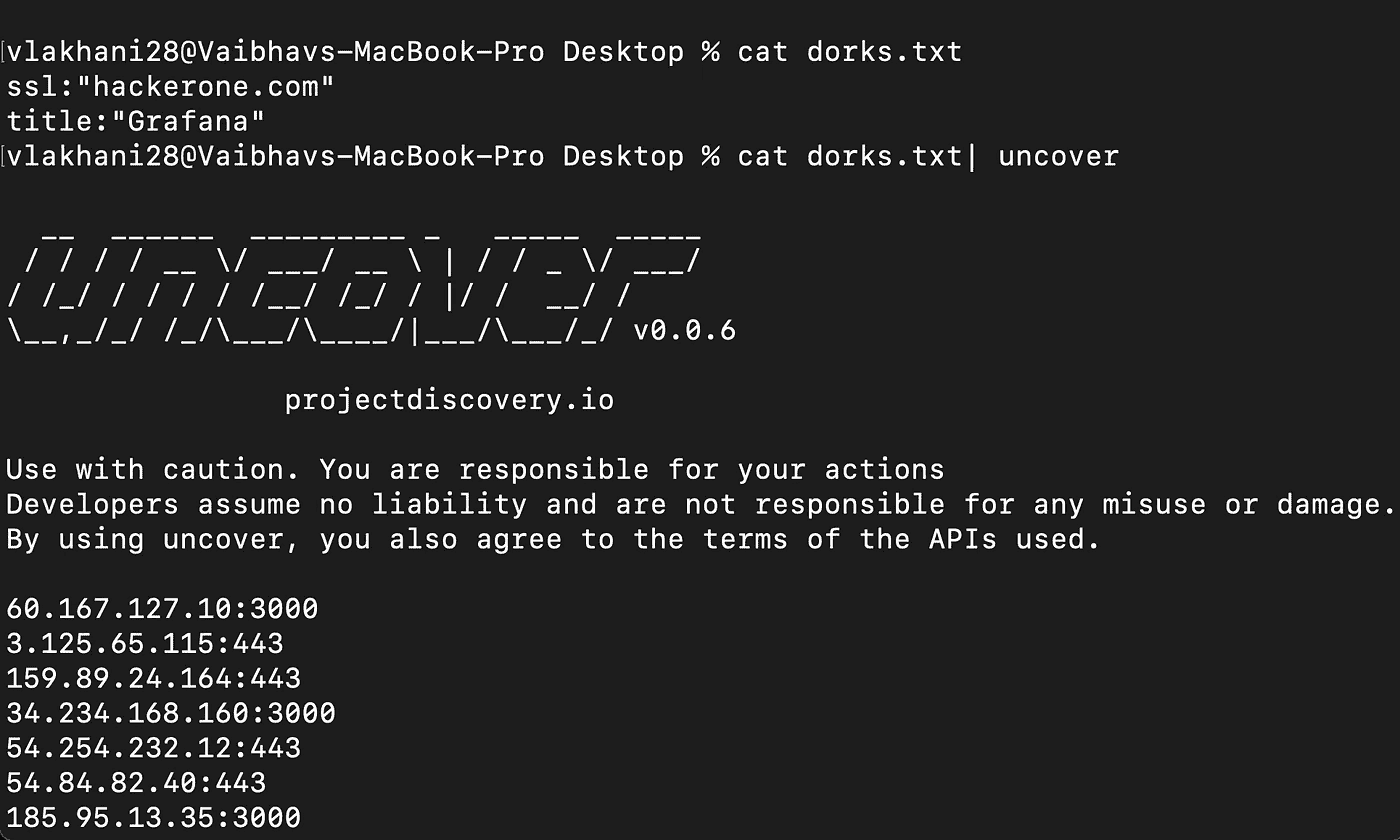 [vlakhani28@Vaibhavs-MacBook-Pro Desktop % cat dorks.txt
ssl:"hackerone.com"
title:"Grafana"
[vlakhani28@Vaibhavs-MacBook-Pro Desktop % cat dorks.txt| uncover
   __  ______  _________ _   _____  _____
  / / / / __ \/ ___/ __ \ | / / _ \/ ___/
/ /_/ / / / / /__/ /_/ / |/ /  __/ /
\__,_/_/ /_/\___/\____/|___/\___/_/ v0.0.6
projectdiscovery.io
Use with caution. You are responsible for your actions
Developers assume no liability and are not responsible for any misuse or damage.
By using uncover, you also agree to the terms of the APIs used.
60.167.127.10:3000
3.125.65.115:443
159.89.24.164:443
34.234.168.160:3000
54.254.232.12:443
54.84.82.40:443
185.95.13.35:3000